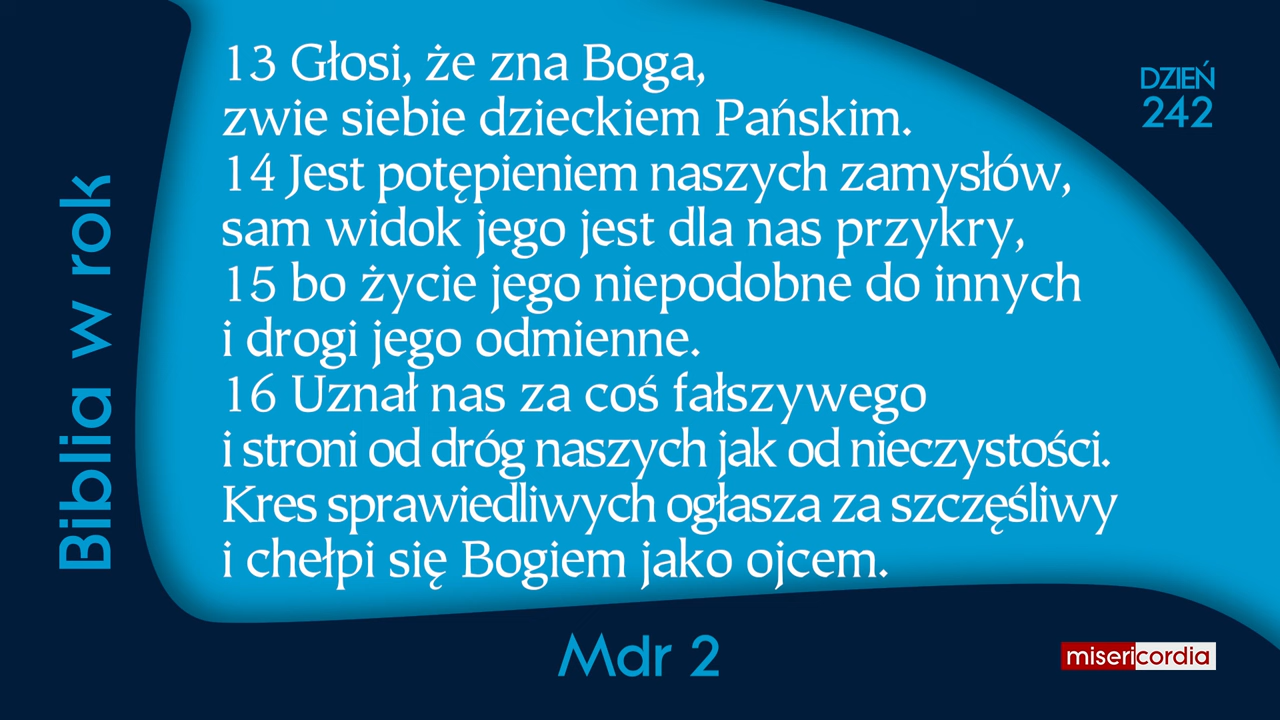 13 Głosi, że zna Boga,
zwie siebie dzieckiem Pańskim.
14 Jest potępieniem naszych zamysłów,
sam widok jego jest dla nas przykry,
15 bo życie jego niepodobne do innych
i drogi jego odmienne.
16 Uznał nas za coś fałszywego
i stroni od dróg naszych jak od nieczystości.
Kres sprawiedliwych ogłasza za szczęśliwy
i chełpi się Bogiem jako ojcem.
DZIEŃ
242
Biblia w rok
Mdr 2
misericordia